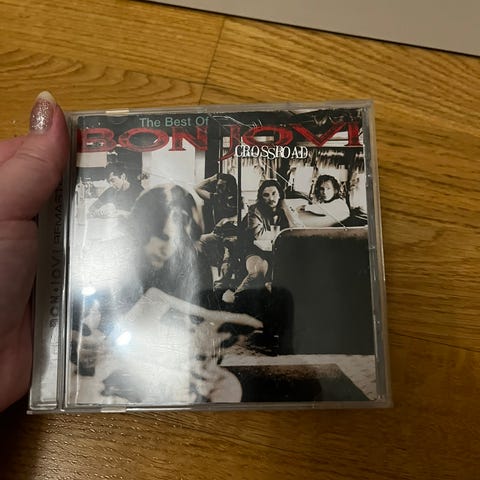 The Best Of
BON JOVI
CROSSROAD
BON JOVI